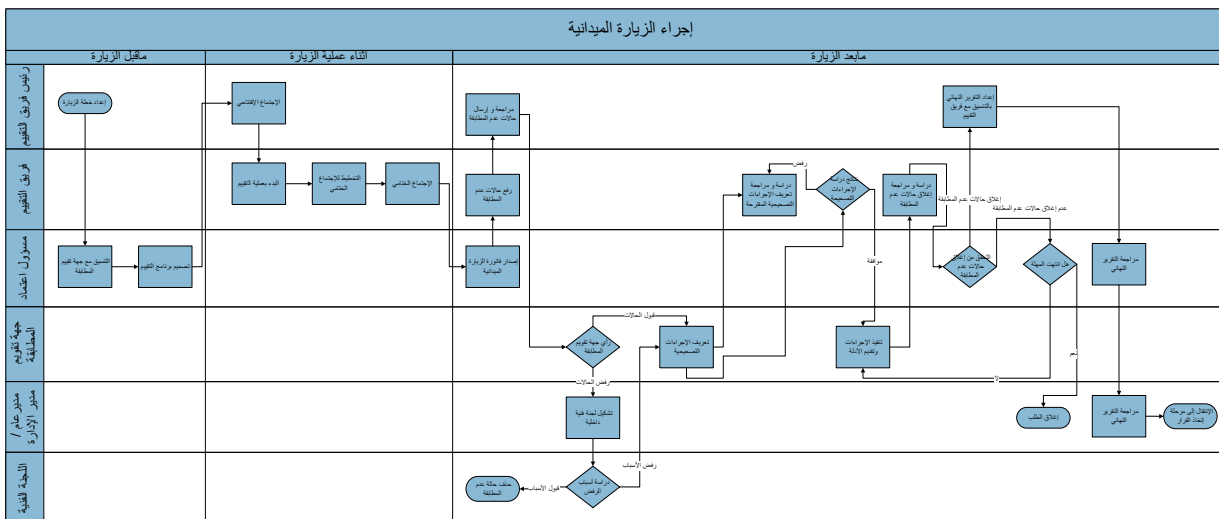 إجراء الزيارة الميدانية
ماقبل الزيارة
اثناء عملية الزيارة
مابعد الزيارة
رئيس فريق التقييم
إعداد خطة الزيارة
الإجتماع الإفتتاحي
مراجعة و إرسال
حالات عدم المطابقة
إعداد التقرير النهائي
بالتنسيق مع فريق
التقييم
فريق التقييم
البدء بعملية التقييم
التخطيط للإجتماع
الختامي
الإجتماع الختامي
رفع حالات عدم
المطابقة
دراسة و مراجعة
تعريف الإجراءات
التصحيحية المقترحة
رفض
نتائج دراسة
الإجراءات
التصحيحة
موافقة
دراسة و مراجعة
إغلاق حالات عدم
المطابقة
إغلاق حالات عدم المطابقة
عدم إغلاق حالات عدم المطابقة
مسؤول اعتماد
التنسيق مع جهة تقييم
المطابقة
تصميم برنامج التقييم
إصدار فاتورة الزيارة
الميدانية
التحقق من إغلاق
حالات عدم
المطابقة
هل انتهت المهلة
مراجعة التقرير
النهائي
جهة تقويم
المطابقة
رأي جهة تقويم
المطابقة
قبول الحالات
رفض الحالات
تعريف الإجراءات
التصحيحية
تنفيذ الإجراءات
وتقديم الأدلة
لا
نعم
مدير عام /
مدير الإدارة
تشكيل لجنة فنية
داخلية
إغلاق الطلب
مراجعة التقرير
النهائي
الإنتقال إلى مرحلة
إتخاذ القرار
اللجنة الفنية
دراسة أسباب
الرفض
قبول الأسباب
رفض الأسباب
حذف حالة عدم
المطابقة